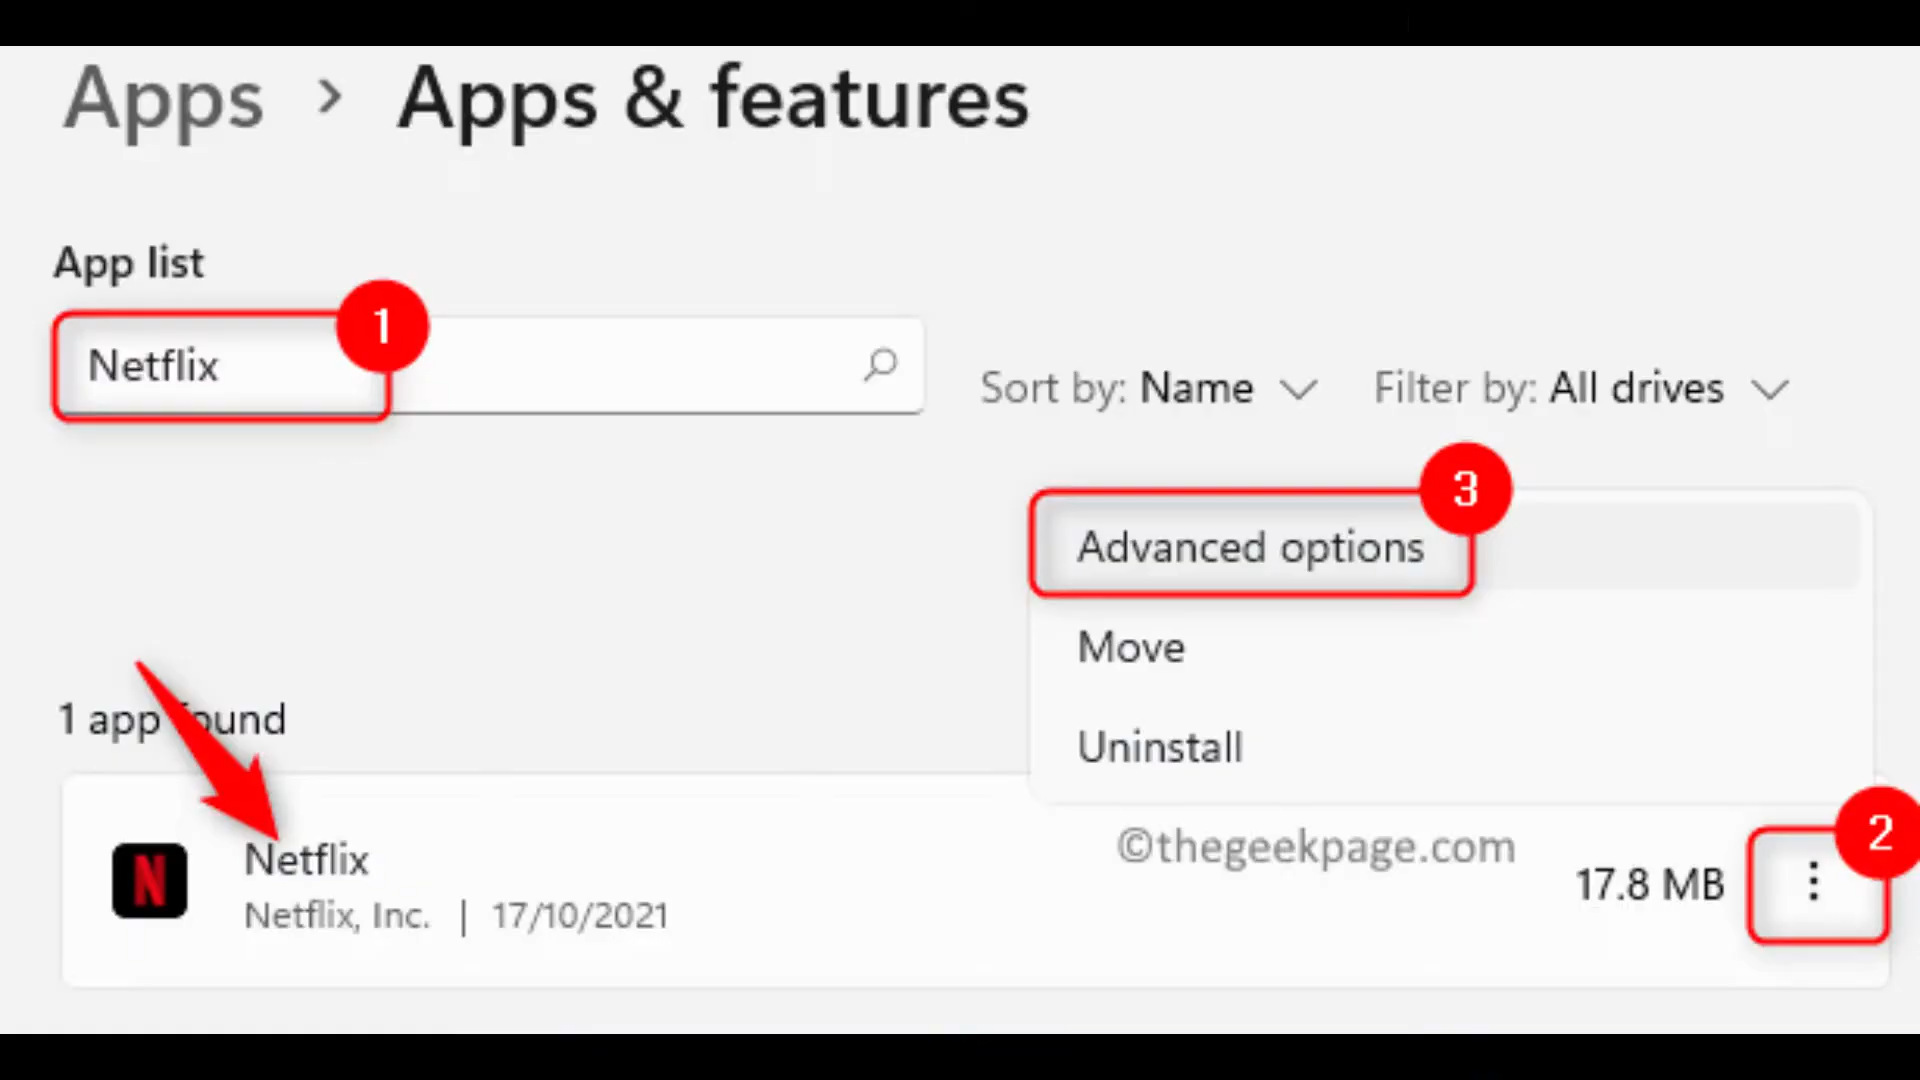 Apps > Apps & features
App list
1
Netflix
Sort by: Name
Filter by: All drives
3
Advanced options
Move
Uninstall
1 app found
N
Netflix
Netflix, Inc. | 17/10/2021
©thegeekpage.com
17.8 MB
2